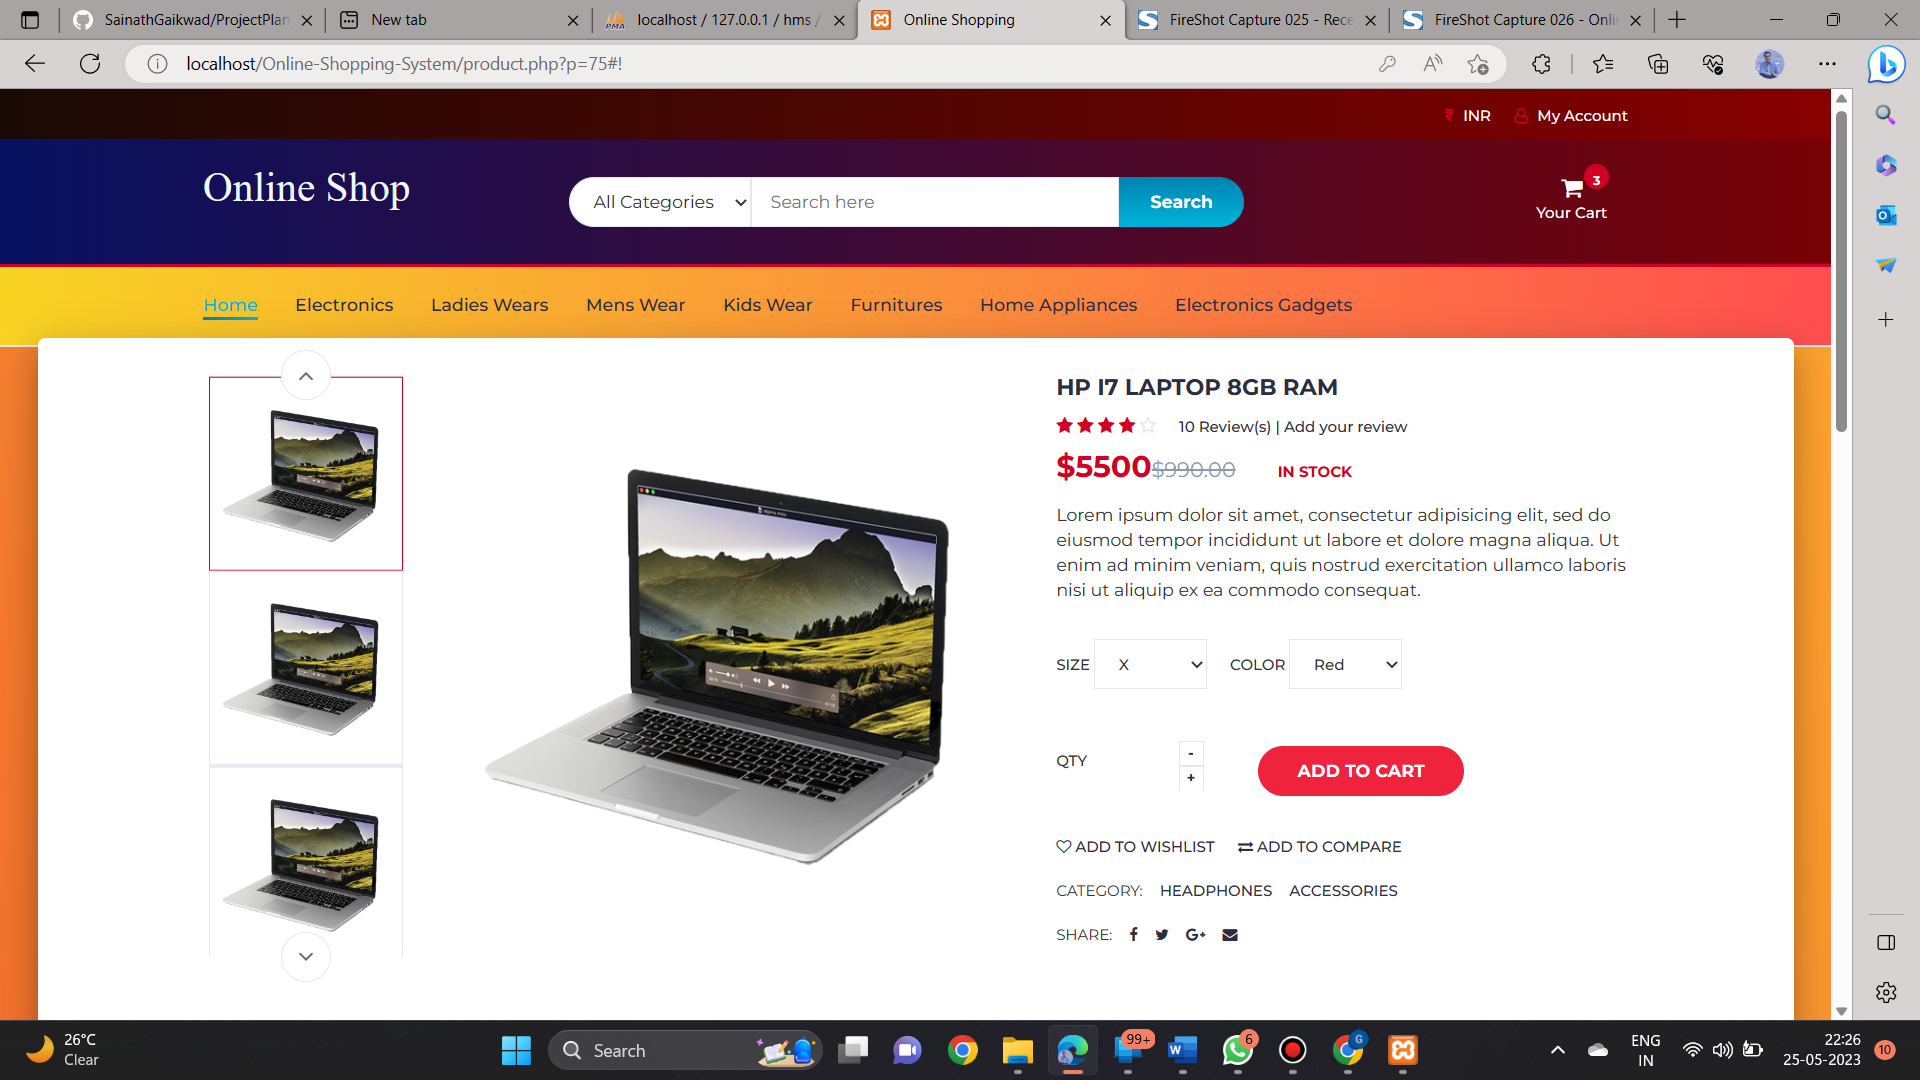 SainathGaikwad/ProjectPlan
New tab
localhost / 127.0.0.1 / hms /
Online Shopping
FireShot Capture 025 - Rece
FireShot Capture 026 - Onli
localhost/Online-Shopping-System/product.php?p=75#!
₹ INR
My Account
Online Shop
All Categories
Search here
Search
3
Your Cart
Home
Electronics
Ladies Wears
Mens Wear
Kids Wear
Furnitures
Home Appliances
Electronics Gadgets
HP I7 LAPTOP 8GB RAM
10 Review(s) | Add your review
$5500 $990.00 IN STOCK
Lorem ipsum dolor sit amet, consectetur adipisicing elit, sed do
eiusmod tempor incididunt ut labore et dolore magna aliqua. Ut
enim ad minim veniam, quis nostrud exercitation ullamco laboris
nisi ut aliquip ex ea commodo consequat.
SIZE X COLOR Red
QTY - +
ADD TO CART
ADD TO WISHLIST ADD TO COMPARE
CATEGORY: HEADPHONES ACCESSORIES
SHARE: f G+
26°C
Clear
Search
99+
6
G
ENG
IN
22:26
25-05-2023
10